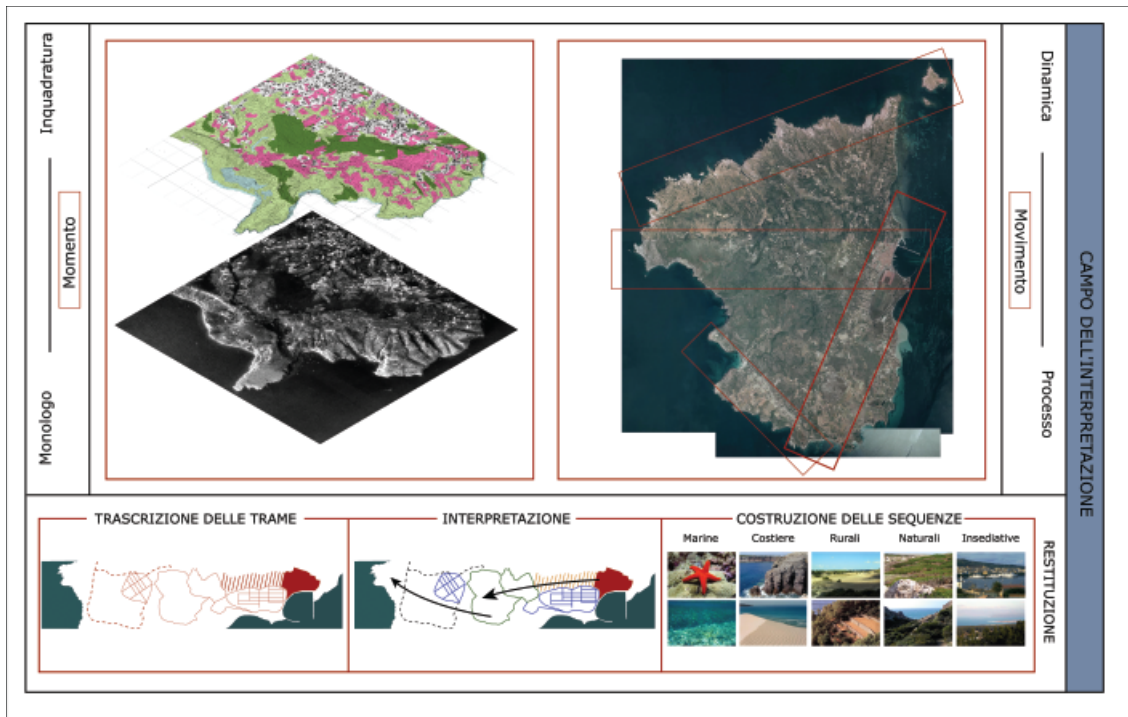 Inquadratura
Momento
Monologo
Dinamica
Movimento
Processo
CAMPO DELL'INTERPRETAZIONE
TRASCRIZIONE DELLE TRAME
INTERPRETAZIONE
COSTRUZIONE DELLE SEQUENZE
Marine Costiere Rurali Naturali Insediative
RESTITUZIONE